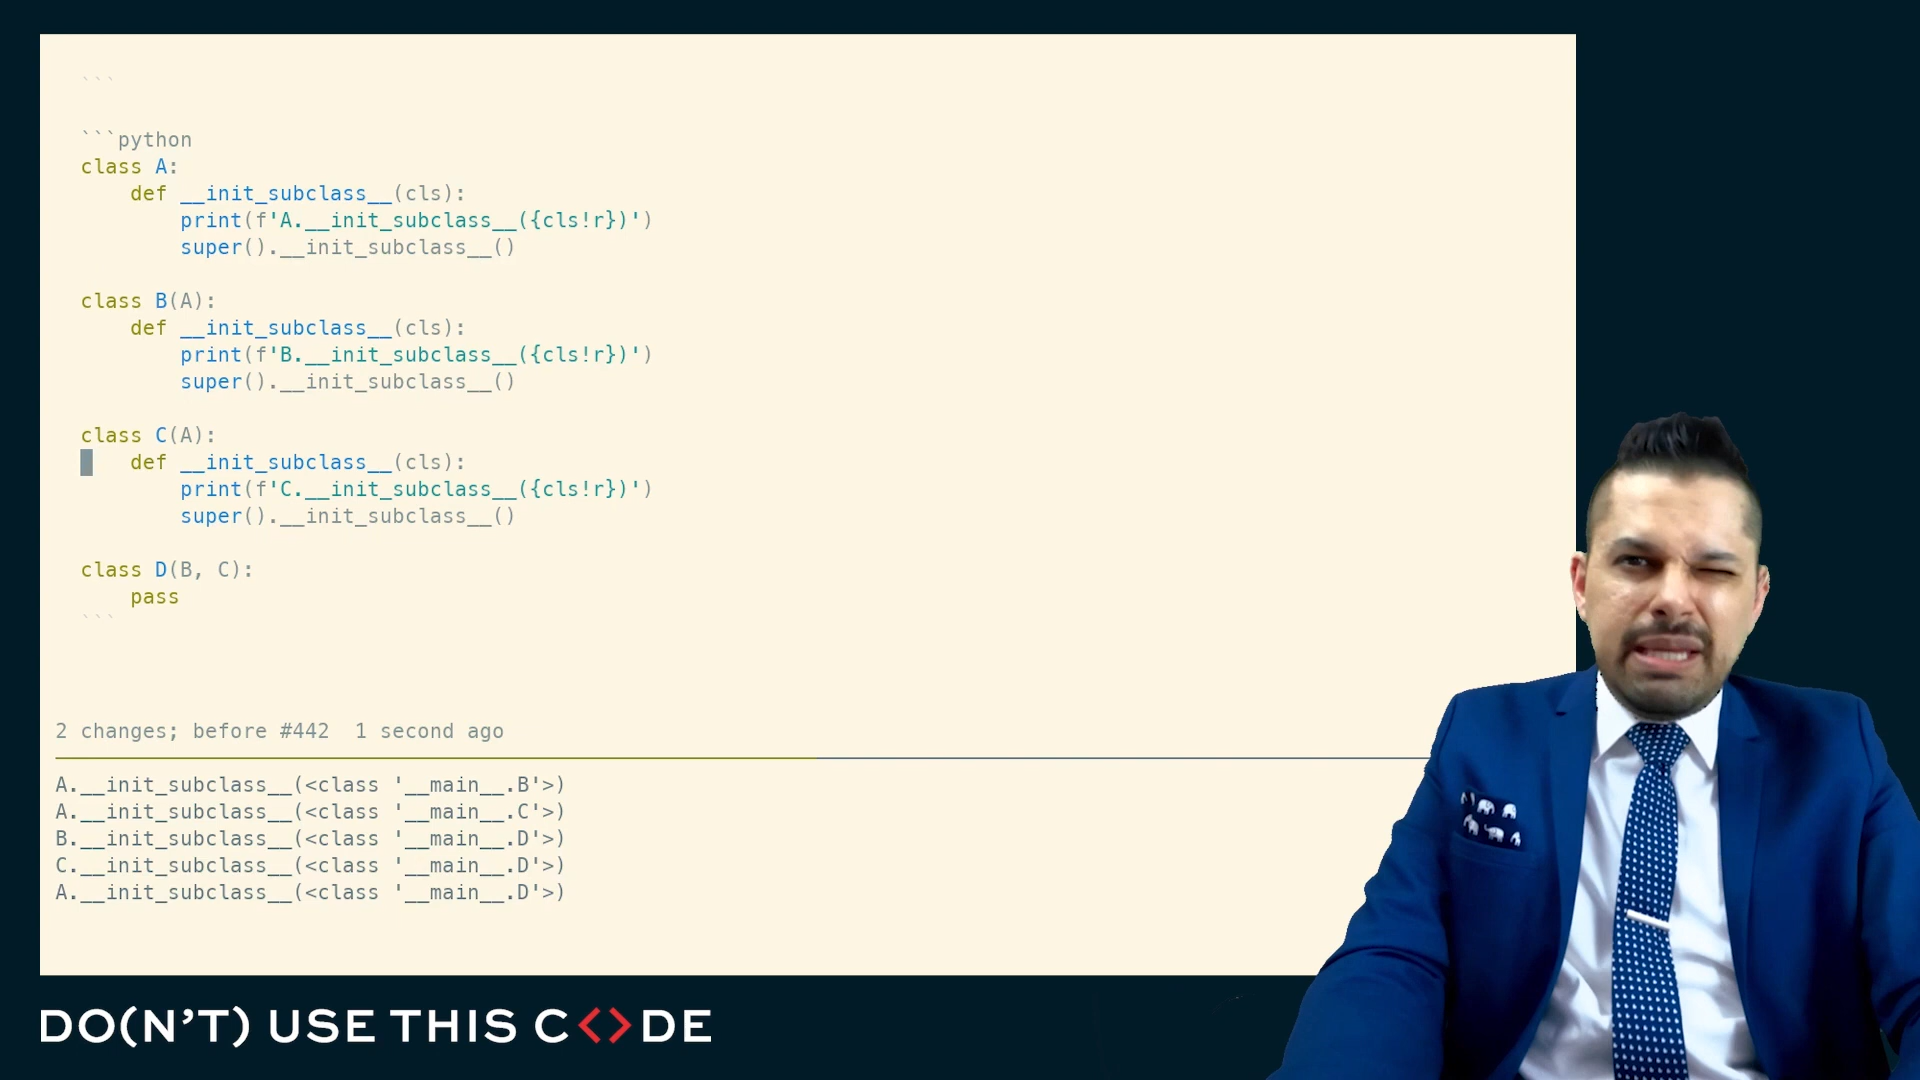 ```
```python
class A:
    def __init_subclass__(cls):
        print(f'A.__init_subclass__({cls!r})')
        super().__init_subclass__()
class B(A):
    def __init_subclass__(cls):
        print(f'B.__init_subclass__({cls!r})')
        super().__init_subclass__()
class C(A):
    def __init_subclass__(cls):
        print(f'C.__init_subclass__({cls!r})')
        super().__init_subclass__()
class D(B, C):
    pass
```
2 changes; before #442  1 second ago
A.__init_subclass__(<class '__main__.B'>)
A.__init_subclass__(<class '__main__.C'>)
B.__init_subclass__(<class '__main__.D'>)
C.__init_subclass__(<class '__main__.D'>)
A.__init_subclass__(<class '__main__.D'>)
DO(N’T) USE THIS C<>DE